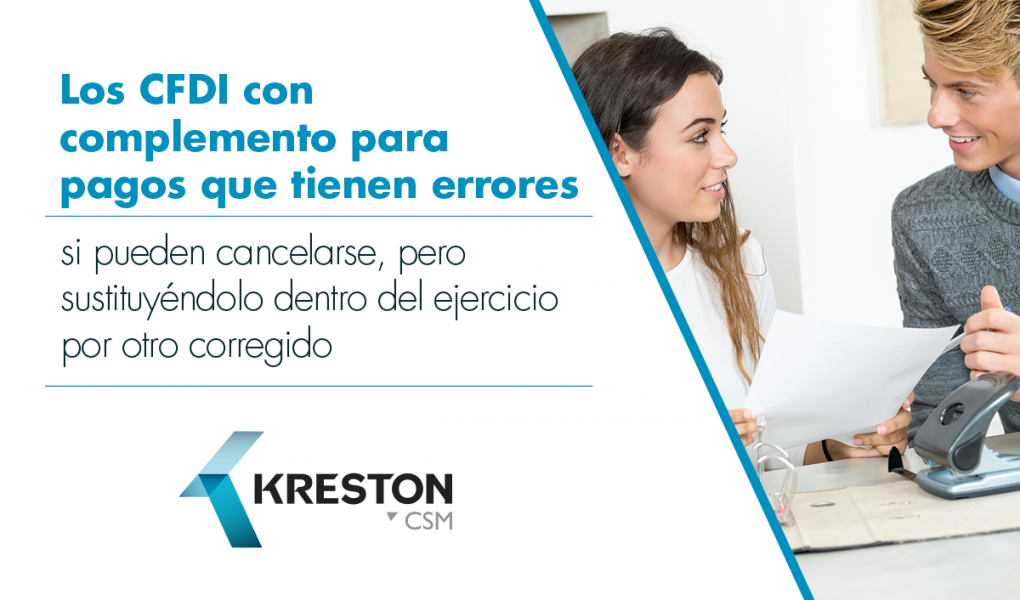 Los CFDI con
complemento para
pagos que tienen errores
si pueden cancelarse, pero
sustituyéndolo dentro del ejercicio
por otro corregido
KRESTON
CSM